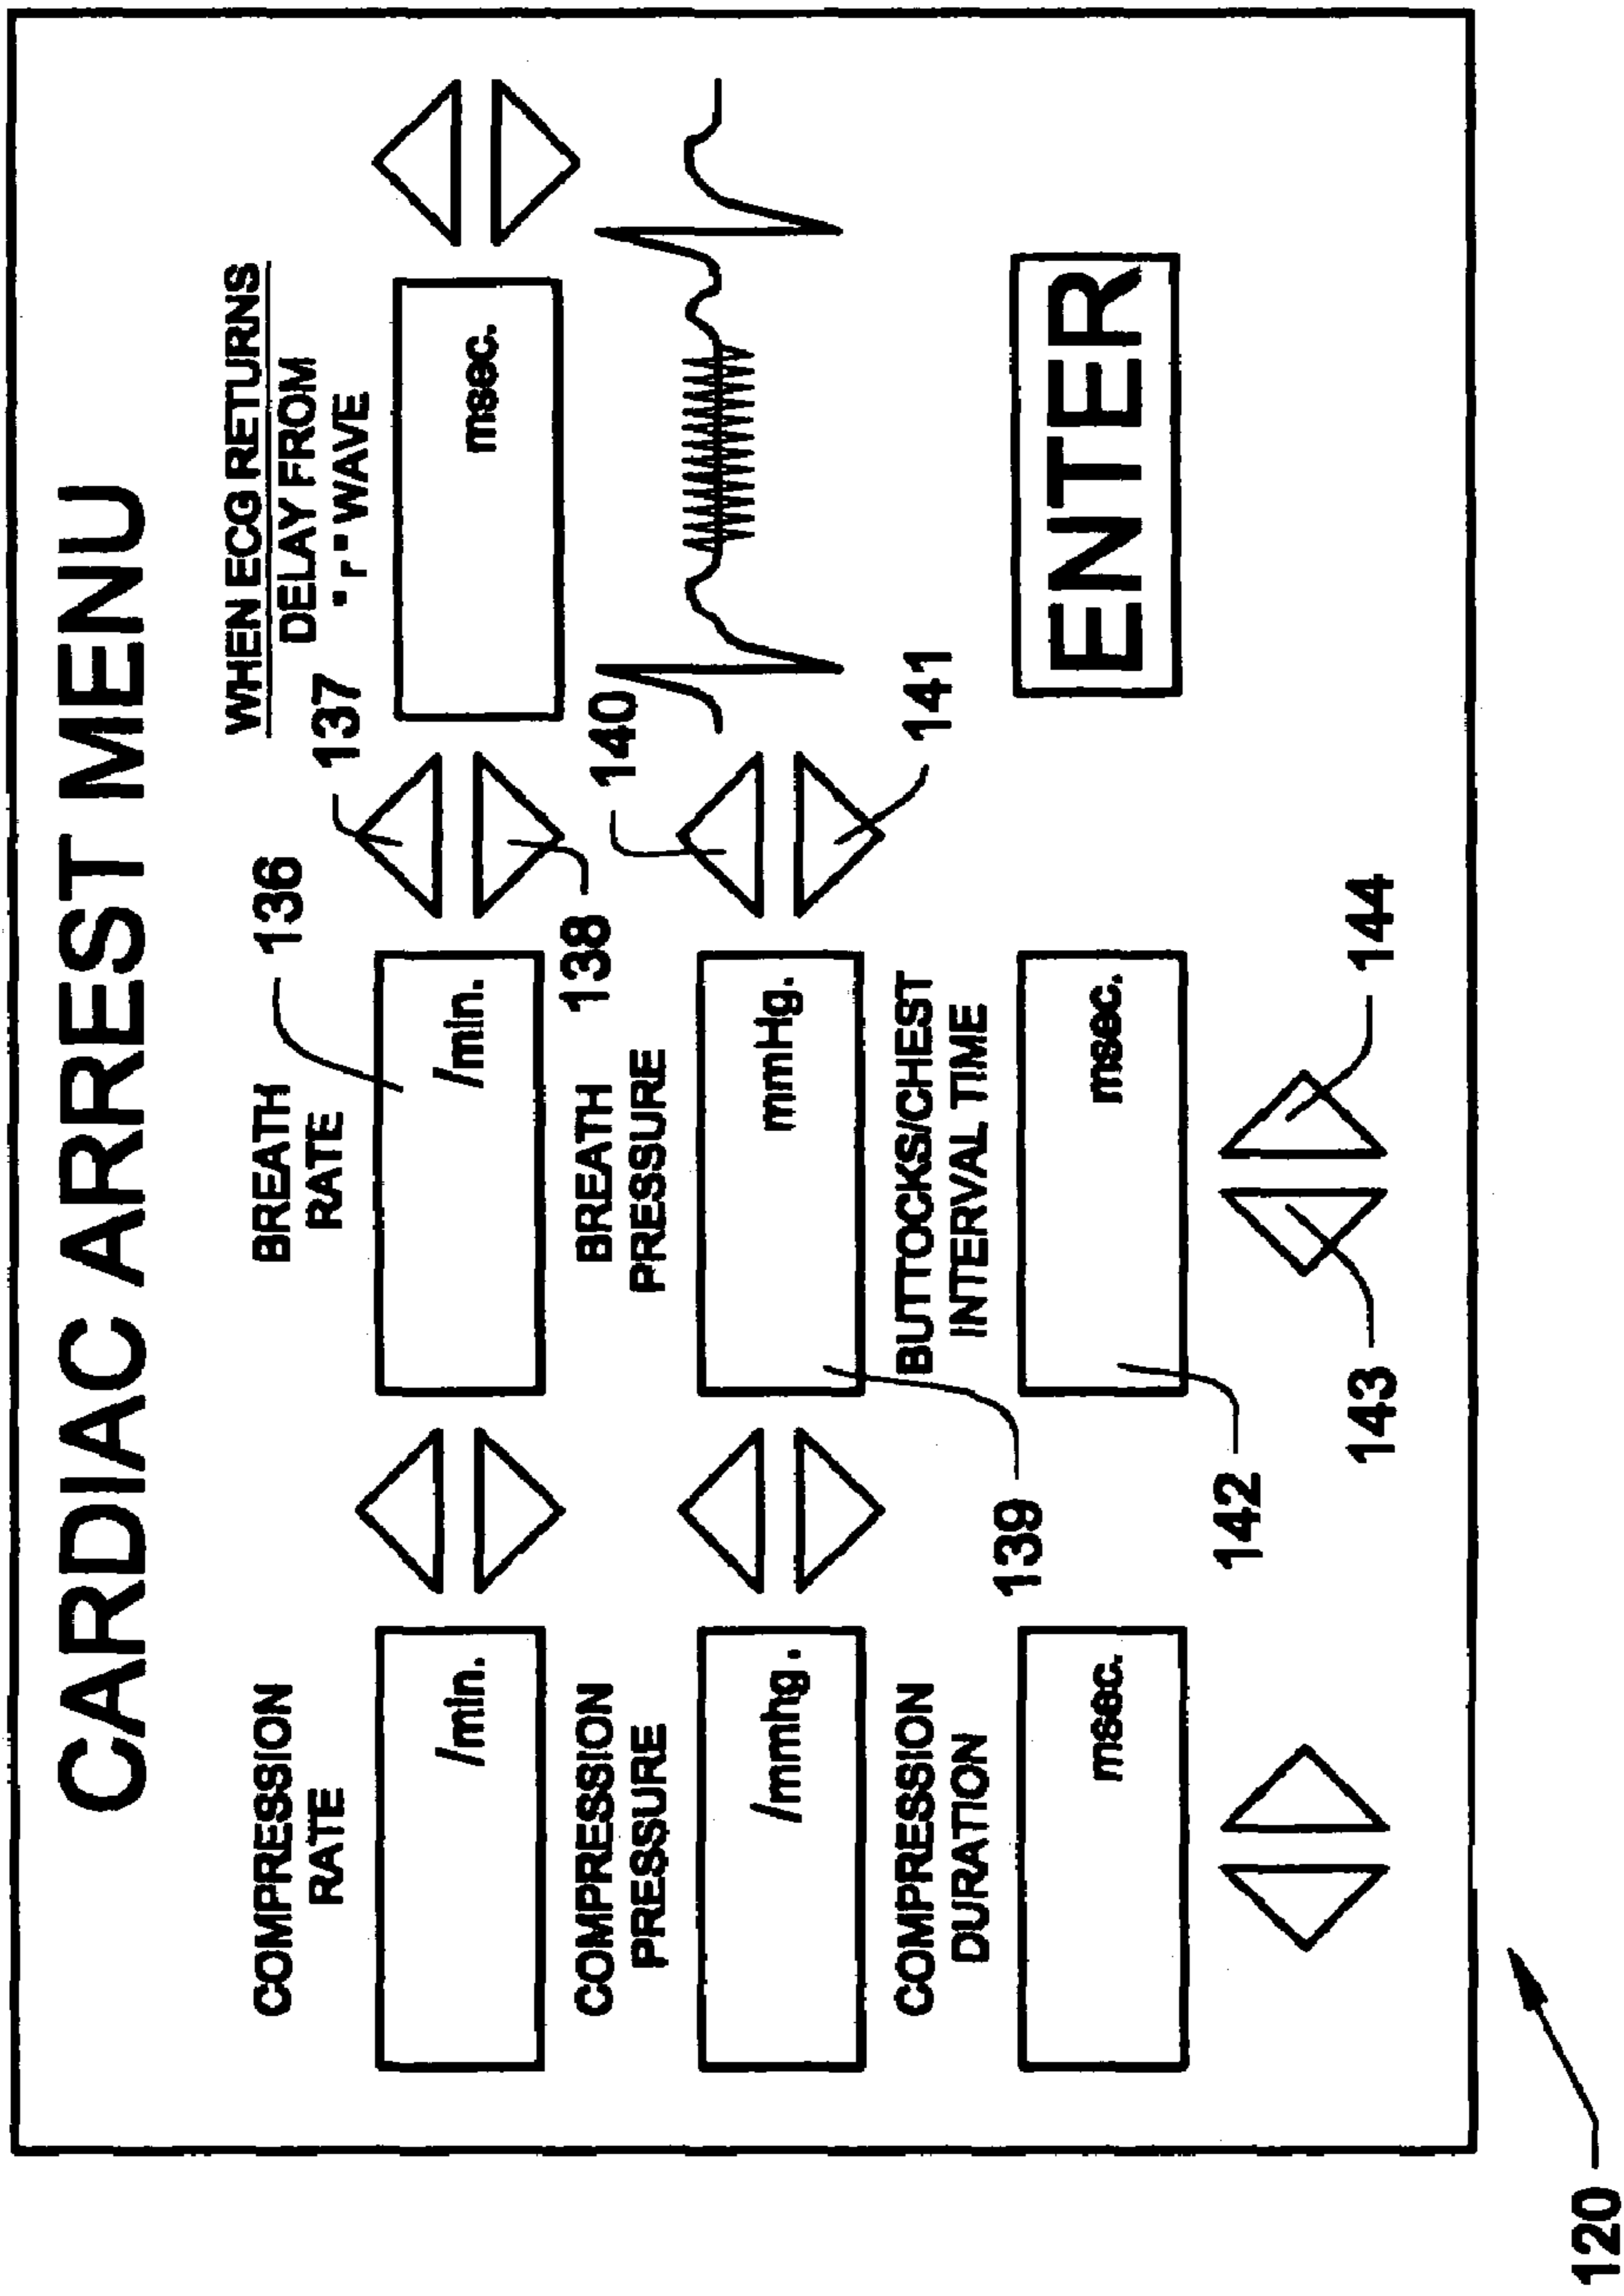 CARDIAC ARREST MENU
COMPRESSION
RATE
/min.
COMPRESSION
PRESSURE
/mmhg.
COMPRESSION
DURATION
msec.
BREATH
RATE
136
/min.
137
138
BREATH
PRESSURE
mmHg.
140
141
139
BUTTOCKS/CHEST
INTERVAL TIME
msec.
142
143
144
WHEN ECG RETURNS
DELAY FROM
"r" WAVE
msec.
ENTER
120